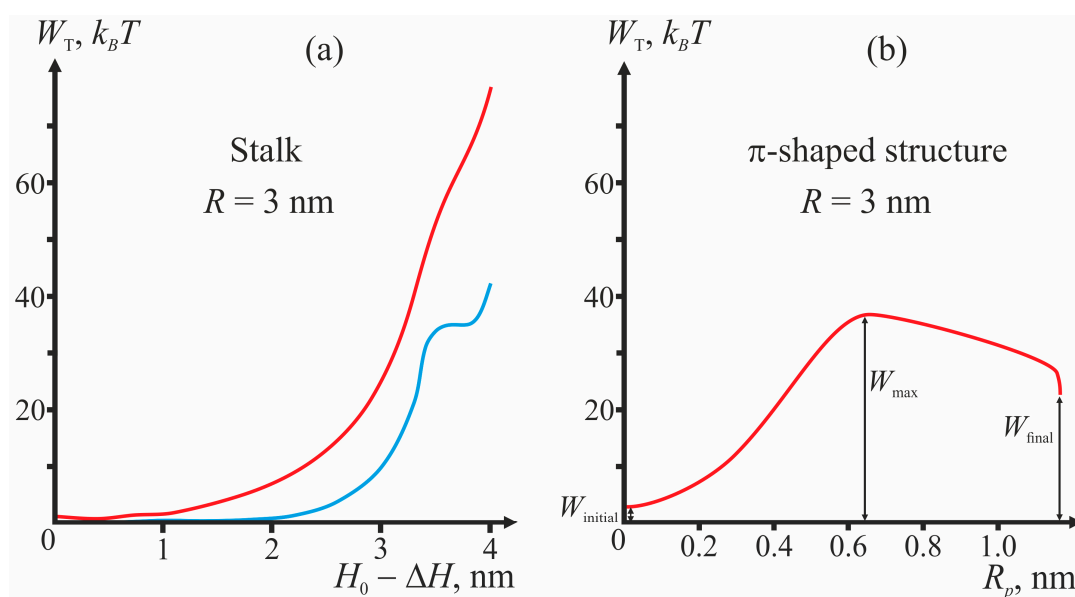 W_T, k_BT
(a)
Stalk
R = 3 nm
60
40
20
0
1
2
3
4
H_0 − ΔH, nm
W_T, k_BT
(b)
π-shaped structure
R = 3 nm
60
40
20
W_max
W_final
W_initial
0
0.2
0.4
0.6
0.8
1.0
R_p, nm